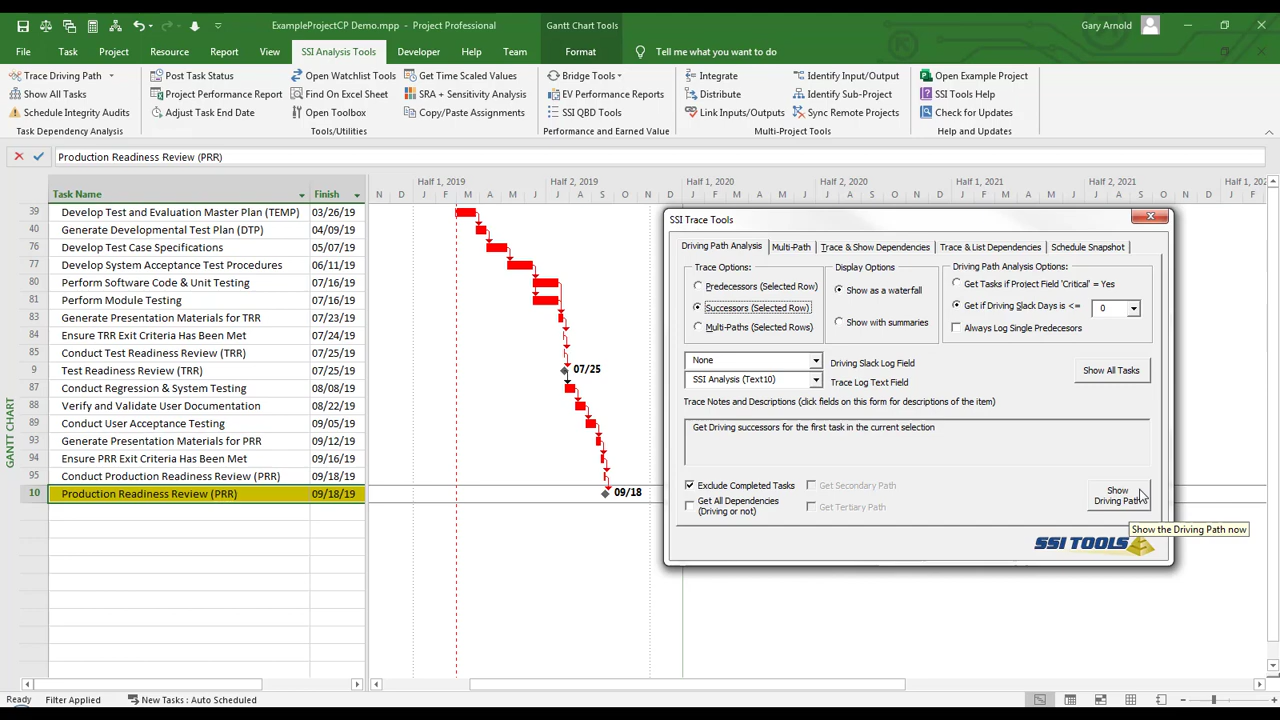 ExampleProjectCP Demo.mpp - Project Professional
Gantt Chart Tools
Gary Arnold
File Task Project Resource Report View SSI Analysis Tools Developer Help Team Format Tell me what you want to do
Trace Driving Path
Show All Tasks
Schedule Integrity Audits
Task Dependency Analysis
Post Task Status
Project Performance Report
Adjust Task End Date
Open Watchlist Tools
Find On Excel Sheet
Open Toolbox
Get Time Scaled Values
SRA + Sensitivity Analysis
Copy/Paste Assignments
Tools/Utilities
Bridge Tools
EV Performance Reports
SSI QBD Tools
Performance and Earned Value
Integrate
Distribute
Link Inputs/Outputs
Identify Input/Output
Identify Sub-Project
Sync Remote Projects
Multi-Project Tools
Open Example Project
SSI Tools Help
Check for Updates
Help and Updates
Production Readiness Review (PRR)
Task Name Finish
39 Develop Test and Evaluation Master Plan (TEMP) 03/26/19
40 Generate Developmental Test Plan (DTP) 04/09/19
76 Develop Test Case Specifications 05/07/19
77 Develop System Acceptance Test Procedures 06/11/19
80 Perform Software Code & Unit Testing 07/16/19
81 Perform Module Testing 07/16/19
83 Generate Presentation Materials for TRR 07/23/19
84 Ensure TRR Exit Criteria Has Been Met 07/24/19
85 Conduct Test Readiness Review (TRR) 07/25/19
9 Test Readiness Review (TRR) 07/25/19
87 Conduct Regression & System Testing 08/08/19
88 Verify and Validate User Documentation 08/22/19
92 Conduct User Acceptance Testing 09/05/19
93 Generate Presentation Materials for PRR 09/12/19
94 Ensure PRR Exit Criteria Has Been Met 09/17/19
95 Conduct Production Readiness Review (PRR) 09/18/19
10 Production Readiness Review (PRR) 09/18/19
GANTT CHART
Half 1, 2019 Half 2, 2019 Half 1, 2020 Half 2, 2020 Half 1, 2021 Half 2, 2021 Half 1, 202
N D J F M A M J J A S O N D J F M A M J J A S O N D J F M A M J J A S O N D J F
07/25
09/18
SSI Trace Tools
Driving Path Analysis Multi-Path Trace & Show Dependencies Trace & List Dependencies Schedule Snapshot
Trace Options:
Predecessors (Selected Row)
Successors (Selected Row)
Multi-Paths (Selected Rows)
Display Options
Show as a waterfall
Show with summaries
Driving Path Analysis Options:
Get Tasks if Project Field 'Critical' = Yes
Get if Driving Slack Days is <= 0
Always Log Single Predecesors
None Driving Slack Log Field
SSI Analysis (Text10) Trace Log Text Field
Show All Tasks
Trace Notes and Descriptions (click fields on this form for descriptions of the item)
Get Driving successors for the first task in the current selection
Exclude Completed Tasks
Get All Dependencies
(Driving or not)
Get Secondary Path
Get Tertiary Path
Show
Driving Path
Show the Driving Path now
SSI TOOLS
Ready Filter Applied New Tasks : Auto Scheduled